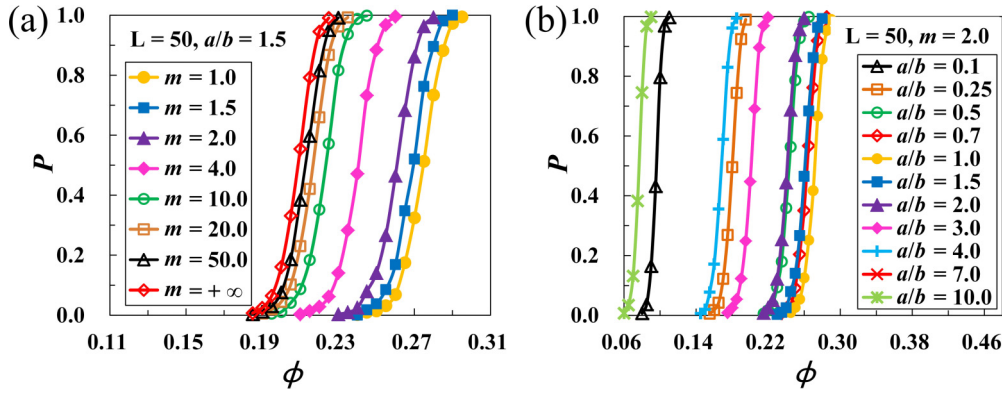 (a)
L = 50, a/b = 1.5
m = 1.0
m = 1.5
m = 2.0
m = 4.0
m = 10.0
m = 20.0
m = 50.0
m = + ∞
P
1.0
0.8
0.6
0.4
0.2
0.0
0.11
0.19
0.23
0.27
0.31
ϕ
(b)
L = 50, m = 2.0
a/b = 0.1
a/b = 0.25
a/b = 0.5
a/b = 0.7
a/b = 1.0
a/b = 1.5
a/b = 2.0
a/b = 3.0
a/b = 4.0
a/b = 7.0
a/b = 10.0
P
1.0
0.8
0.6
0.4
0.2
0.0
0.06
0.14
0.22
0.30
0.38
0.46
ϕ